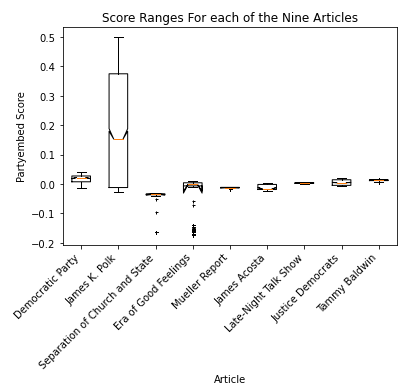 Score Ranges For each of the Nine Articles
Partyembed Score
0.5
0.4
0.3
0.2
0.1
0.0
−0.1
−0.2
Democratic Party
James K. Polk
Separation of Church and State
Era of Good Feelings
Mueller Report
James Acosta
Late-Night Talk Show
Justice Democrats
Tammy Baldwin
Article